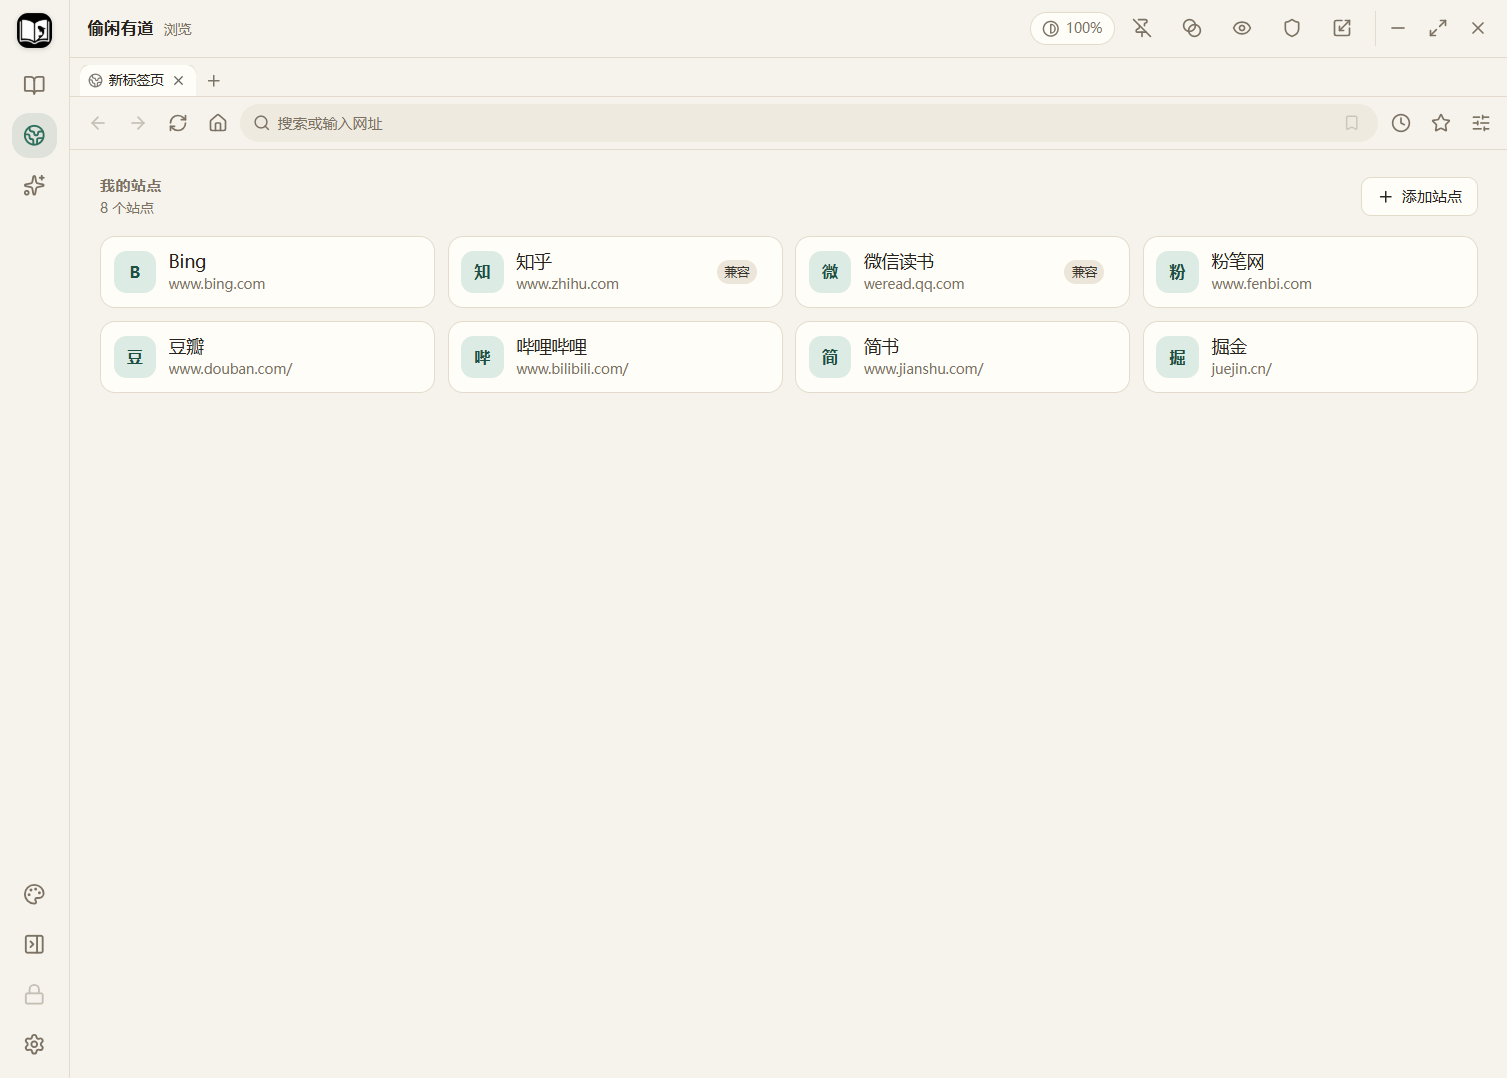 偷闲有道 浏览
100%
新标签页
搜索或输入网址
我的站点
8 个站点
添加站点
B
Bing
www.bing.com
知
知乎
www.zhihu.com
兼容
微
微信读书
weread.qq.com
兼容
粉
粉笔网
www.fenbi.com
豆
豆瓣
www.douban.com/
哔
哔哩哔哩
www.bilibili.com/
简
简书
www.jianshu.com/
掘
掘金
juejin.cn/